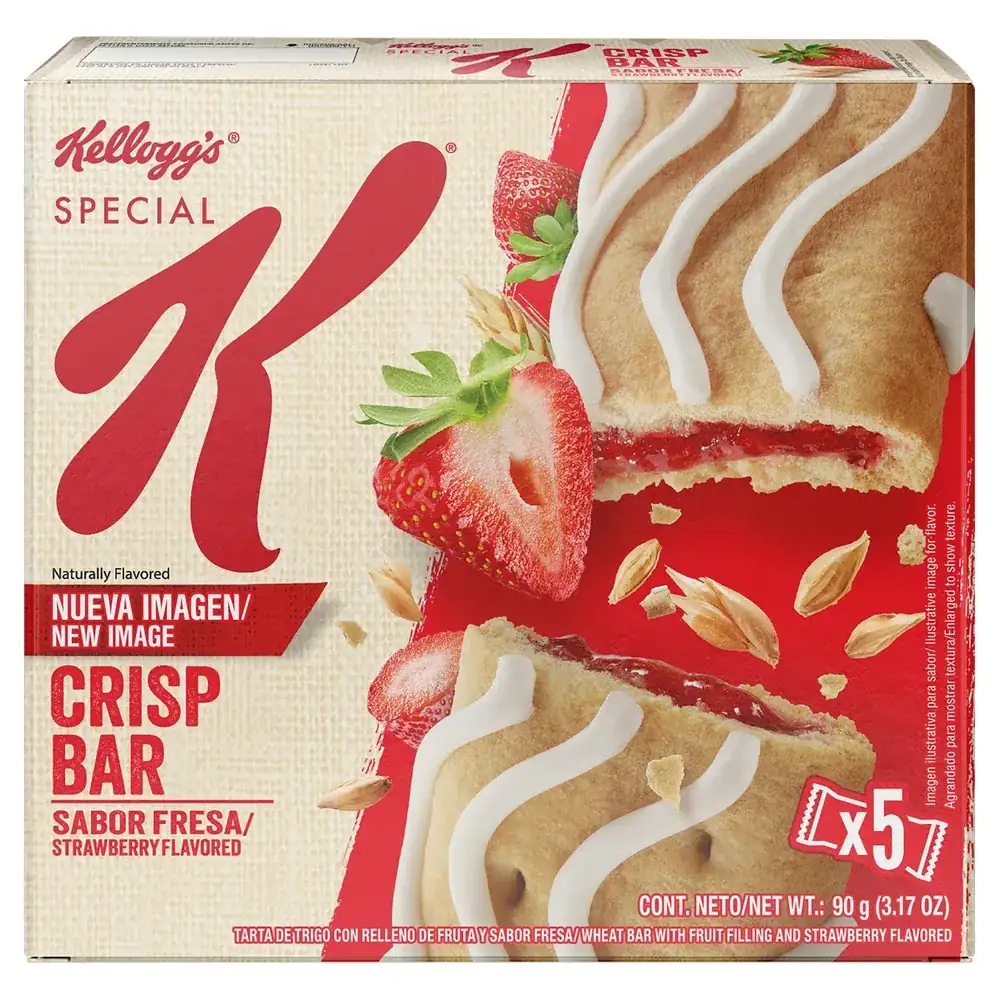 Kellogg's®
SPECIAL
K®
CRISP
BAR
SABOR FRESA/
STRAWBERRY FLAVORED
Kellogg's®
SPECIAL
K®
Naturally Flavored
NUEVA IMAGEN/
NEW IMAGE
CRISP
BAR
SABOR FRESA/
STRAWBERRY FLAVORED
Imagen ilustrativa para sabor/ Ilustrative image for flavor.
Agrandado para mostrar textura/Enlarged to show texture.
x5
CONT. NETO/NET WT.: 90 g (3.17 OZ)
TARTA DE TRIGO CON RELLENO DE FRUTA Y SABOR FRESA/ WHEAT BAR WITH FRUIT FILLING AND STRAWBERRY FLAVORED